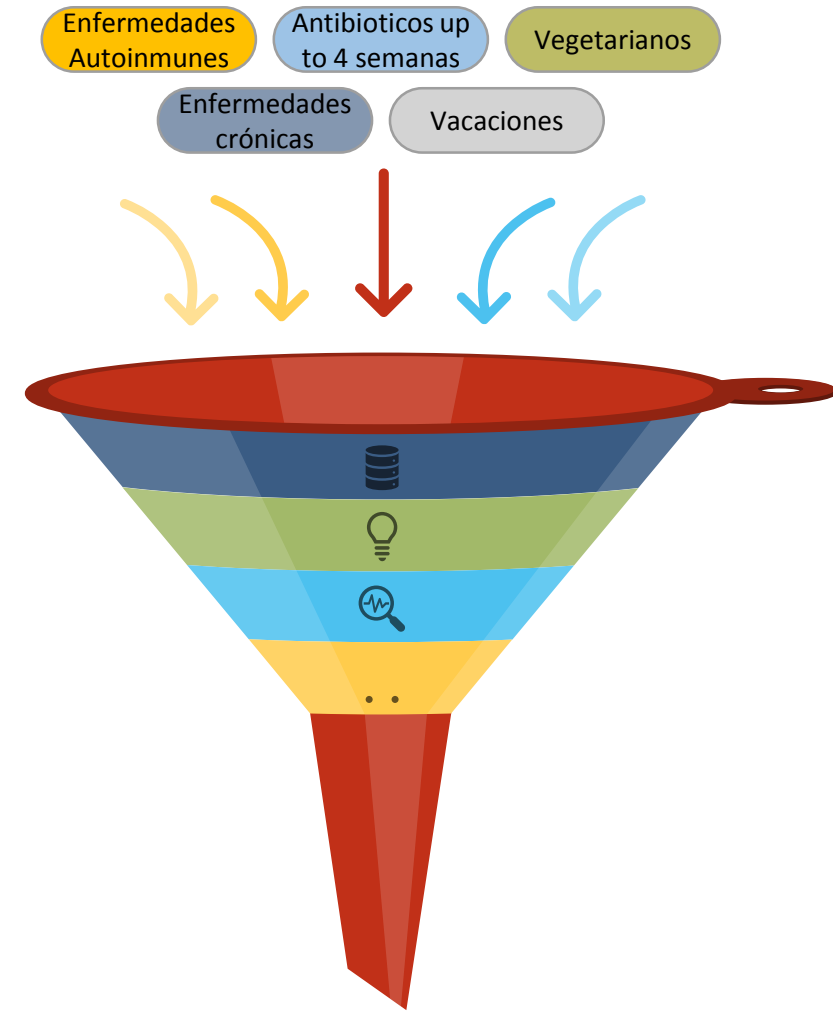 Enfermedades
Autoinmunes
Antibioticos up
to 4 semanas
Vegetarianos
Enfermedades
crónicas
Vacaciones